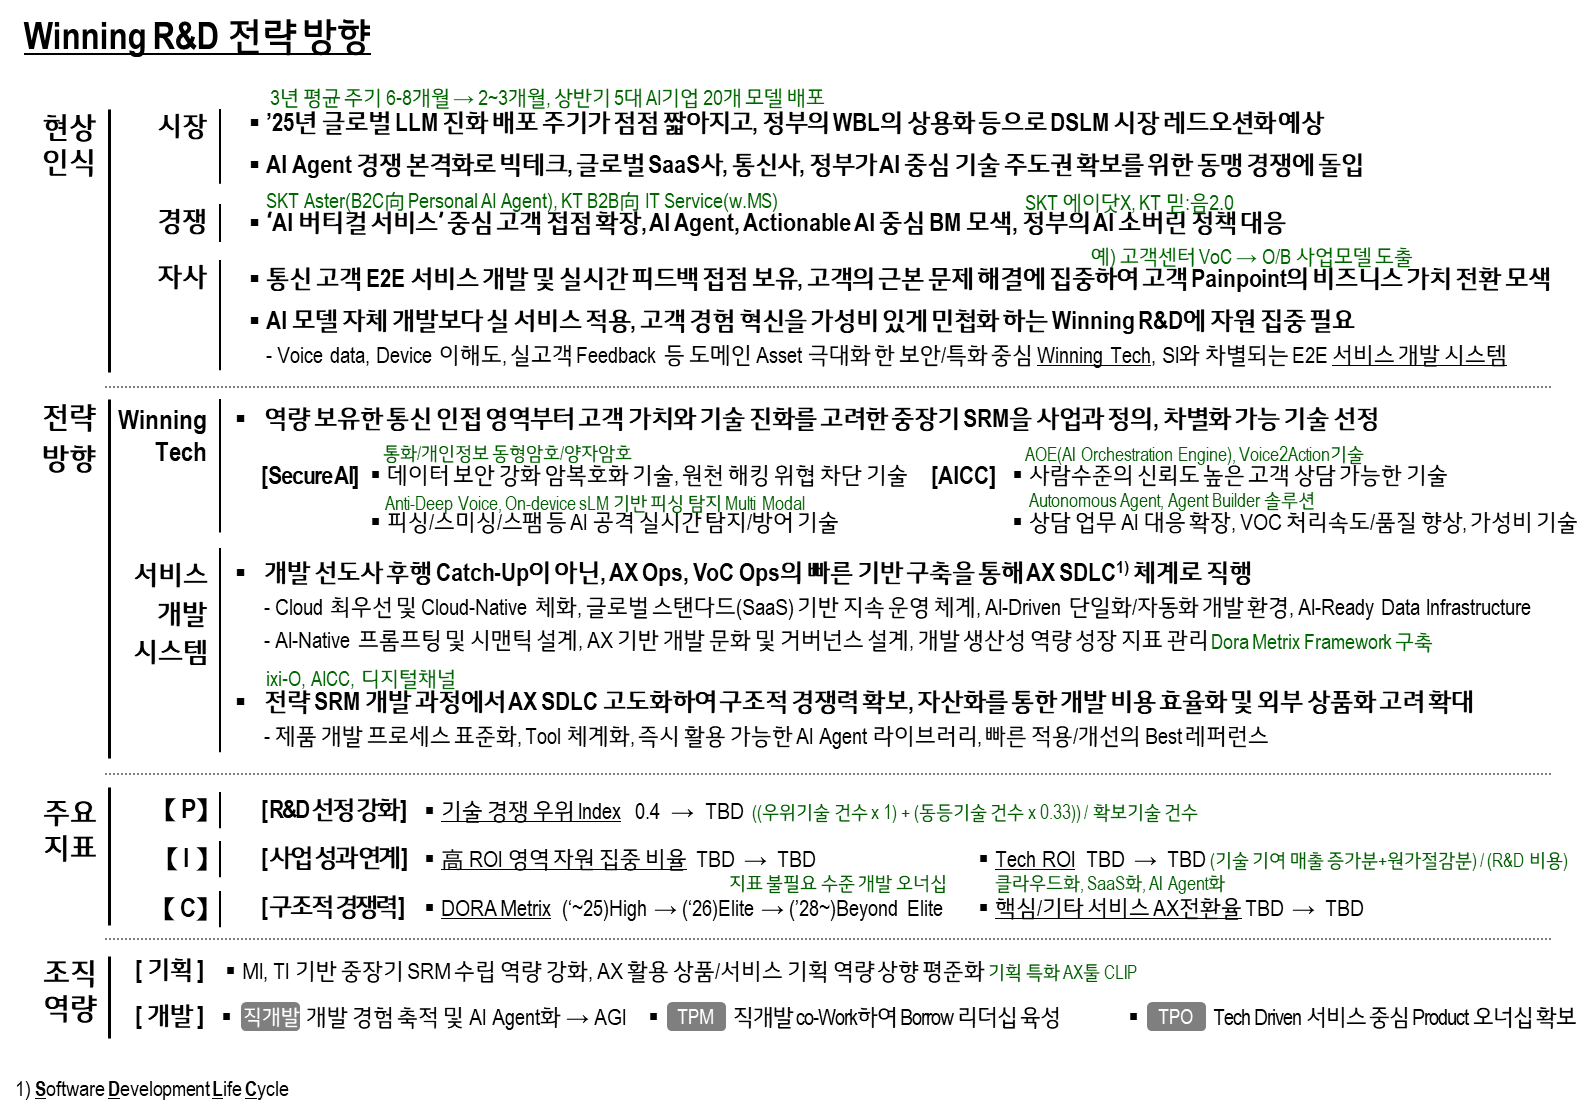 Winning R&D 전략 방향
현상
인식
시장
3년 평균 주기 6-8개월 → 2~3개월, 상반기 5대 AI기업 20개 모델 배포
▪ ’25년 글로벌 LLM 진화 배포 주기가 점점 짧아지고, 정부의 WBL의 상용화 등으로 DSLM 시장 레드오션화 예상
▪ AI Agent 경쟁 본격화로 빅테크, 글로벌 SaaS사, 통신사, 정부가 AI 중심 기술 주도권 확보를 위한 동맹 경쟁에 돌입
경쟁
SKT Aster(B2C向 Personal AI Agent), KT B2B向 IT Service(w.MS)
SKT 에이닷X, KT 믿:음2.0
▪ ‘AI 버티컬 서비스’ 중심 고객 접점 확장, AI Agent, Actionable AI 중심 BM 모색, 정부의 AI 소버린 정책 대응
자사
예) 고객센터 VoC → O/B 사업모델 도출
▪ 통신 고객 E2E 서비스 개발 및 실시간 피드백 접점 보유, 고객의 근본 문제 해결에 집중하여 고객 Painpoint의 비즈니스 가치 전환 모색
▪ AI 모델 자체 개발보다 실 서비스 적용, 고객 경험 혁신을 가성비 있게 민첩화 하는 Winning R&D에 자원 집중 필요
- Voice data, Device 이해도, 실고객 Feedback 등 도메인 Asset 극대화 한 보안/특화 중심 Winning Tech, SI와 차별되는 E2E 서비스 개발 시스템
전략
방향
Winning
Tech
▪ 역량 보유한 통신 인접 영역부터 고객 가치와 기술 진화를 고려한 중장기 SRM을 사업과 정의, 차별화 가능 기술 선정
통화/개인정보 동형암호/양자암호
[Secure AI] ▪ 데이터 보안 강화 암복호화 기술, 원천 해킹 위협 차단 기술
Anti-Deep Voice, On-device sLM 기반 피싱 탐지 Multi Modal
▪ 피싱/스미싱/스팸 등 AI 공격 실시간 탐지/방어 기술
AOE(AI Orchestration Engine), Voice2Action기술
[AICC] ▪ 사람수준의 신뢰도 높은 고객 상담 가능한 기술
Autonomous Agent, Agent Builder 솔루션
▪ 상담 업무 AI 대응 확장, VOC 처리속도/품질 향상, 가성비 기술
서비스
개발
시스템
▪ 개발 선도사 후행 Catch-Up이 아닌, AX Ops, VoC Ops의 빠른 기반 구축을 통해 AX SDLC1) 체계로 직행
- Cloud 최우선 및 Cloud-Native 체화, 글로벌 스탠다드(SaaS) 기반 지속 운영 체계, AI-Driven 단일화/자동화 개발 환경, AI-Ready Data Infrastructure
- AI-Native 프롬프팅 및 시맨틱 설계, AX 기반 개발 문화 및 거버넌스 설계, 개발 생산성 역량 성장 지표 관리 Dora Metrix Framework 구축
ixi-O, AICC, 디지털채널
▪ 전략 SRM 개발 과정에서 AX SDLC 고도화하여 구조적 경쟁력 확보, 자산화를 통한 개발 비용 효율화 및 외부 상품화 고려 확대
- 제품 개발 프로세스 표준화, Tool 체계화, 즉시 활용 가능한 AI Agent 라이브러리, 빠른 적용/개선의 Best 레퍼런스
주요
지표
【 P】 [R&D 선정 강화] ▪ 기술 경쟁 우위 Index 0.4 → TBD ((우위기술 건수 x 1) + (동등기술 건수 x 0.33)) / 확보기술 건수
【 I 】 [사업 성과 연계] ▪ 高 ROI 영역 자원 집중 비율 TBD → TBD ▪ Tech ROI TBD → TBD (기술 기여 매출 증가분+원가절감분) / (R&D 비용)
지표 불필요 수준 개발 오너십
클라우드화, SaaS화, AI Agent화
【 C】 [구조적 경쟁력] ▪ DORA Metrix (‘~25)High → (‘26)Elite → (’28~)Beyond Elite ▪ 핵심/기타 서비스 AX전환율 TBD → TBD
조직
역량
[ 기획 ] ▪ MI, TI 기반 중장기 SRM 수립 역량 강화, AX 활용 상품/서비스 기획 역량 상향 평준화 기획 특화 AX툴 CLIP
[ 개발 ] ▪ 직개발 개발 경험 축적 및 AI Agent화 → AGI ▪ TPM 직개발 co-Work하여 Borrow 리더십 육성 ▪ TPO Tech Driven 서비스 중심 Product 오너십 확보
1) Software Development Life Cycle